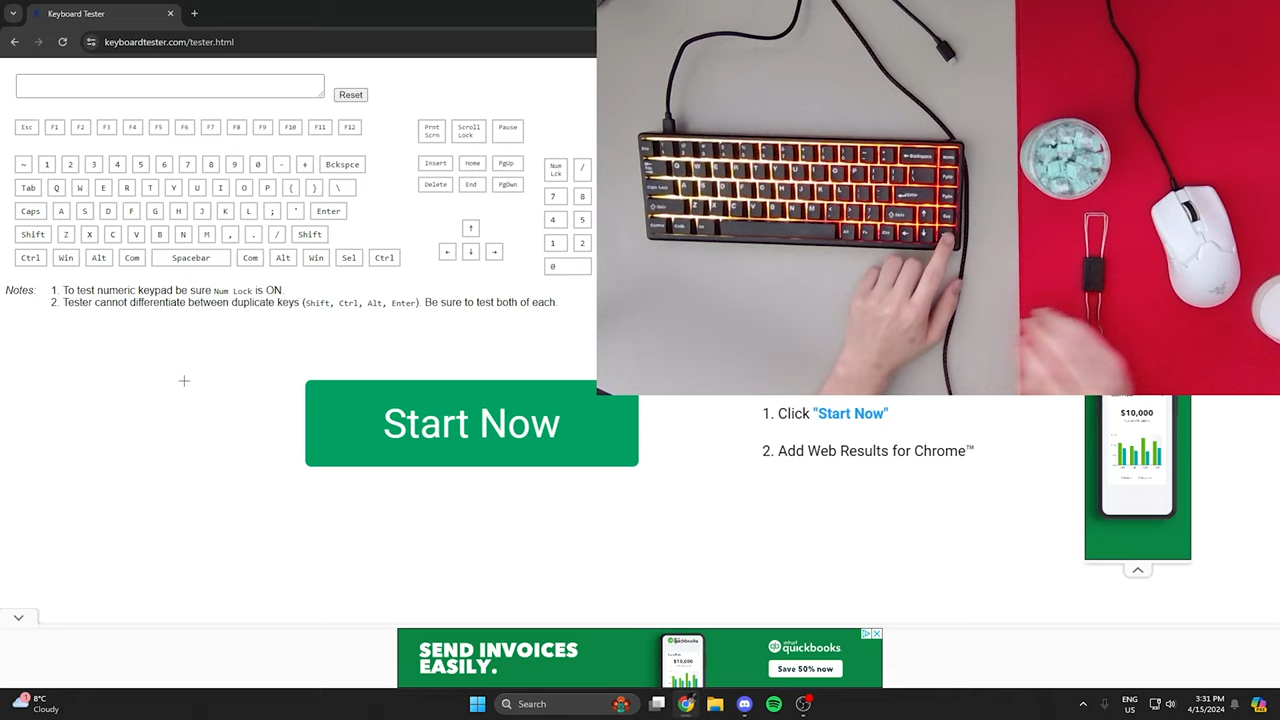 Keyboard Tester
keyboardtester.com/tester.html
Reset
Esc F1 F2 F3 F4 F5 F6 F7 F8 F9 F10 F11 F12
Prnt Scrn Scroll Lock Pause
~ 1 2 3 4 5 6 7 8 9 0 - + Bckspce
Insert Home PgUp
Num Lck /
Tab Q W E R T Y U I O P { } \
Delete End PgDwn
7 8
Caps A S D F G H J K L ; ' Enter
4 5
Shift Z X C V B N M , . / Shift
↑
1 2
Ctrl Win Alt Com Spacebar Com Alt Win Sel Ctrl
← ↓ →
0
Notes: 1. To test numeric keypad be sure Num Lock is ON.
2. Tester cannot differentiate between duplicate keys (Shift, Ctrl, Alt, Enter). Be sure to test both of each.
Start Now
1. Click "Start Now"
2. Add Web Results for Chrome™
$10,000
SEND INVOICES
EASILY.
quickbooks
intuit
quickbooks.
Save 50% now
8°C
Cloudy
Search
ENG
US
3:31 PM
4/15/2024